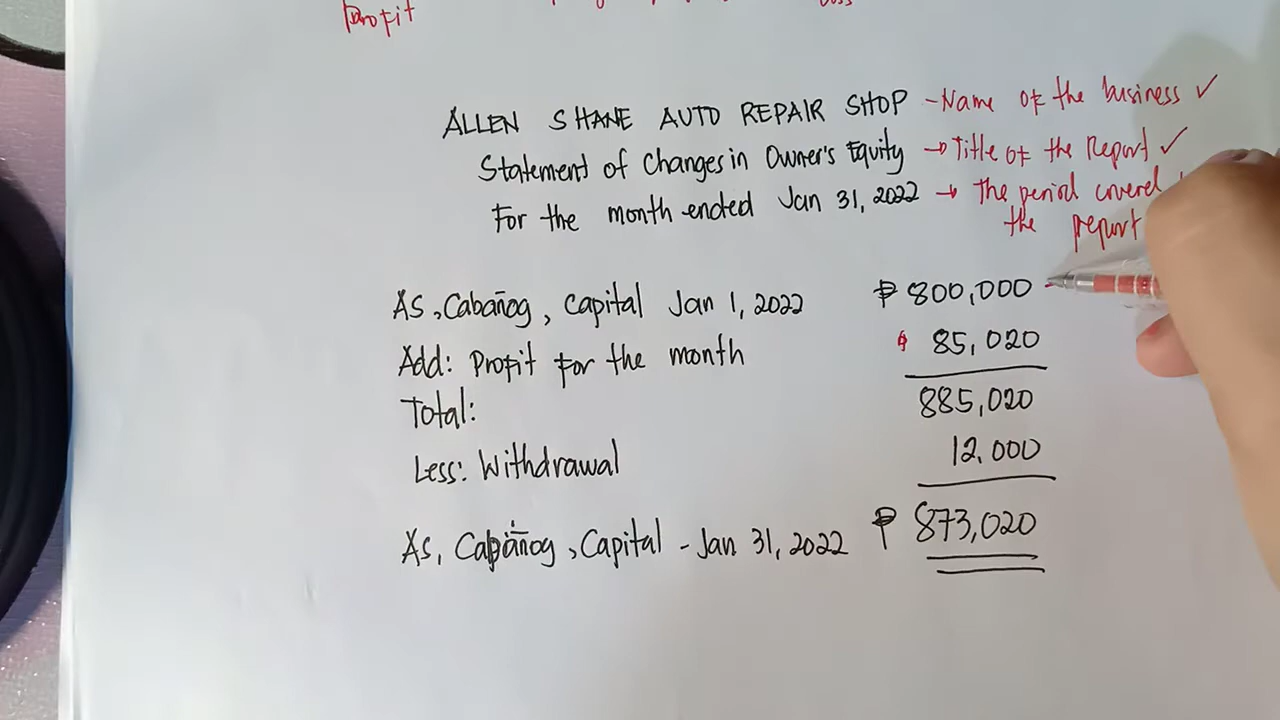 Profit
ALLEN SHANE AUTO REPAIR SHOP - Name of the business ✓
Statement of Changes in Owner's Equity → Title of the Report ✓
For the month ended Jan 31, 2022 → The period covered
the report
AS, Cabañog, Capital Jan 1, 2022 ₱ 800,000
Add: Profit for the month 85,020
Total: 885,020
Less: Withdrawal 12,000
AS, Cabañog, Capital - Jan 31, 2022 ₱ 873,020